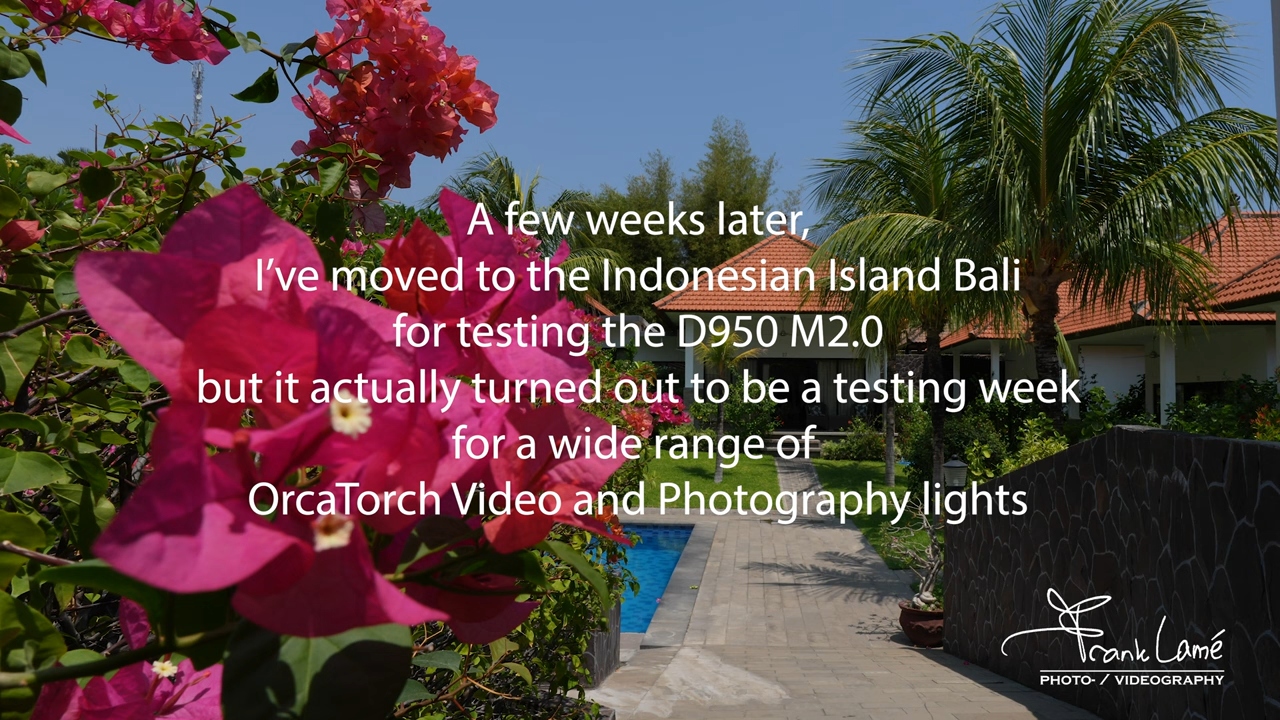 A few weeks later,
I've moved to the Indonesian Island Bali
for testing the D950 M2.0
but it actually turned out to be a testing week
for a wide range of
OrcaTorch Video and Photography lights
Frank Lamé
PHOTO- / VIDEOGRAPHY